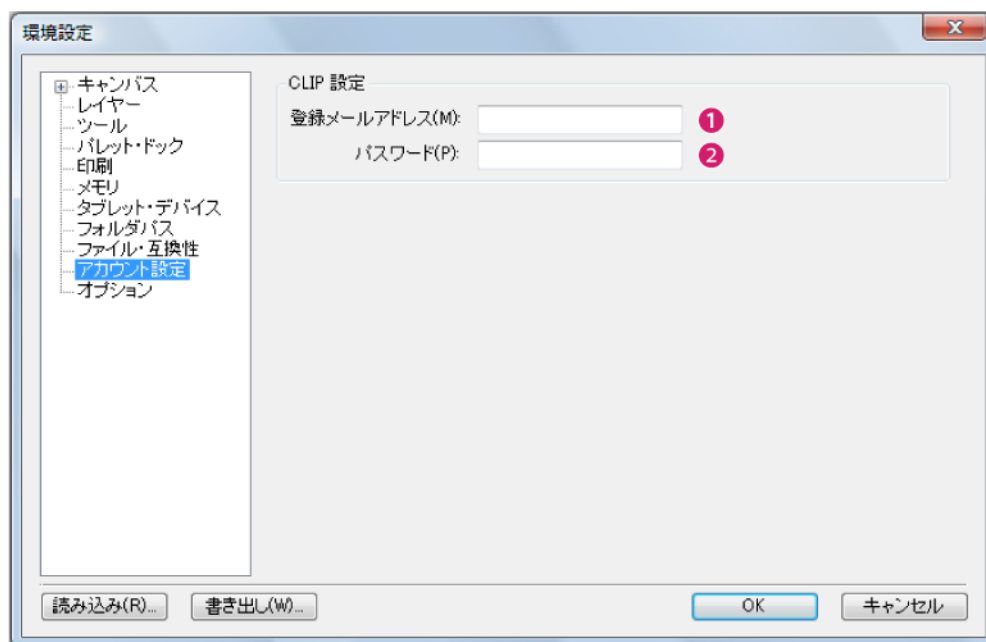 環境設定
キャンバス
レイヤー
ツール
パレット・ドック
印刷
メモリ
タブレット・デバイス
フォルダパス
ファイル・互換性
アカウント設定
オプション
CLIP 設定
登録メールアドレス(M):
1
パスワード(P):
2
読み込み(R)... 書き出し(W)... OK キャンセル